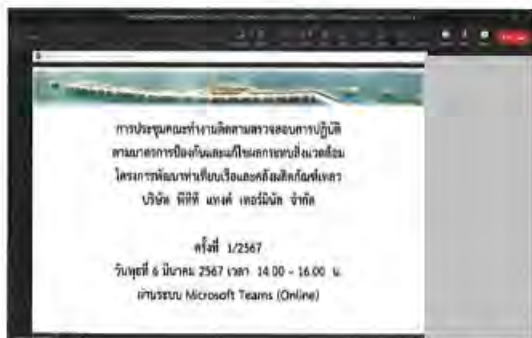 การประชุมคณะทำงานติดตามตรวจสอบการปฏิบัติ
ตามมาตรการป้องกันและแก้ไขผลกระทบสิ่งแวดล้อม
โครงการพัฒนาท่าเทียบเรือและคลังผลิตภัณฑ์เหลว
บริษัท พีทีที แทงค์ เทอร์มินัล จำกัด
ครั้งที่ 1/2567
วันพุธที่ 6 มีนาคม 2567 เวลา 14.00 - 16.00 น.
ผ่านระบบ Microsoft Teams (Online)